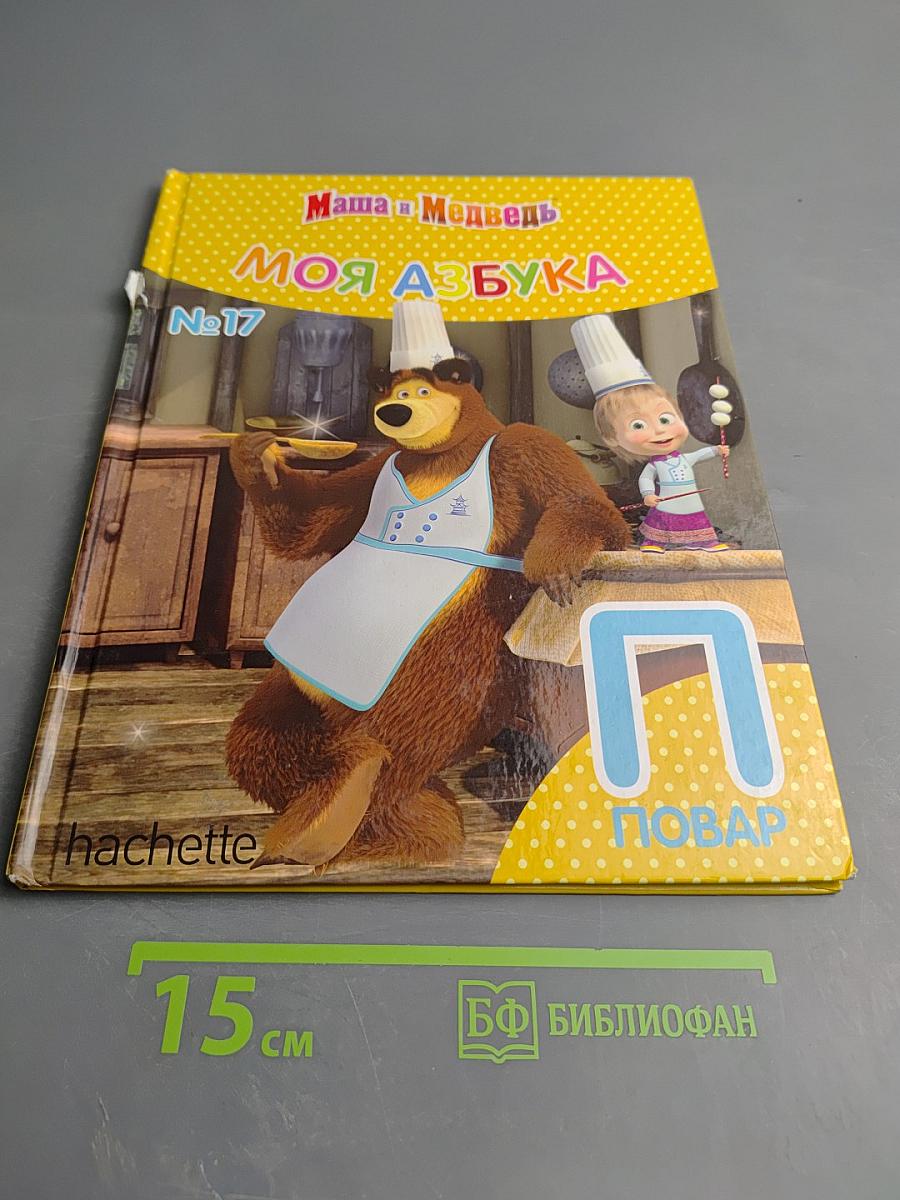 Маша и Медведь
МОЯ АЗБУКА
№17
П
ПОВАР
hachette
15 см
БФ БИБЛИОФАН